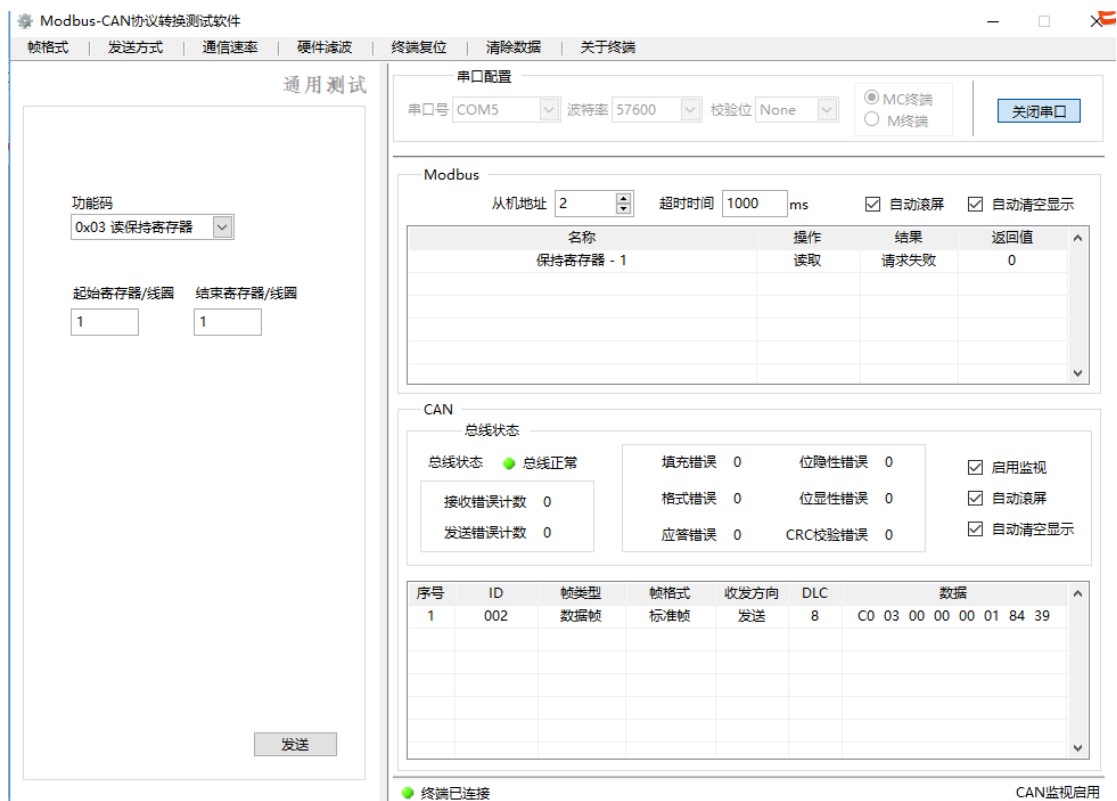 Modbus-CAN协议转换测试软件
帧格式 | 发送方式 | 通信速率 | 硬件滤波 | 终端复位 | 清除数据 | 关于终端
通用测试
功能码
0x03 读保持寄存器
起始寄存器/线圈 结束寄存器/线圈
1 1
发送
串口配置
串口号 COM5 波特率 57600 校验位 None
MC终端
M终端
关闭串口
Modbus
从机地址 2 超时时间 1000 ms 自动滚屏 自动清空显示
名称 操作 结果 返回值
保持寄存器 - 1 读取 请求失败 0
CAN
总线状态
总线状态 总线正常
接收错误计数 0
发送错误计数 0
填充错误 0 位隐性错误 0
格式错误 0 位显性错误 0
应答错误 0 CRC校验错误 0
启用监视
自动滚屏
自动清空显示
序号 ID 帧类型 帧格式 收发方向 DLC 数据
1 002 数据帧 标准帧 发送 8 C0 03 00 00 00 01 84 39
终端已连接 CAN监视启用